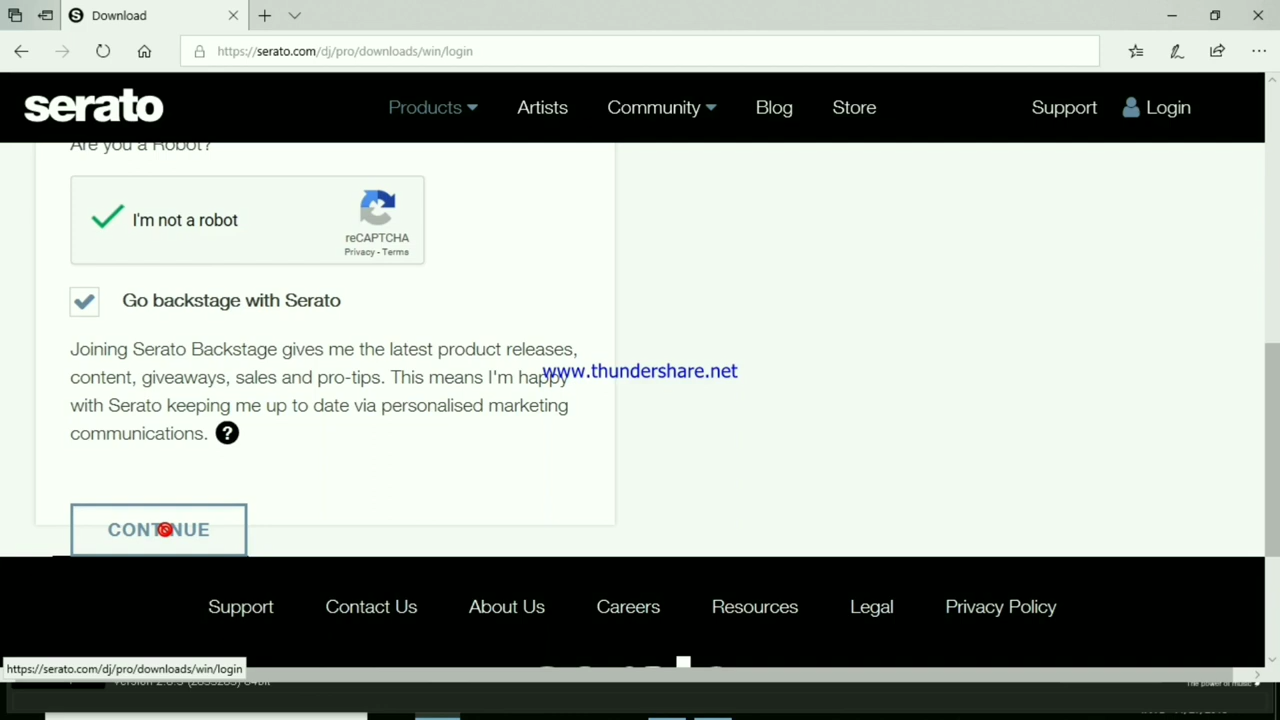 Download
https://serato.com/dj/pro/downloads/win/login
serato
Products
Artists
Community
Blog
Store
Support
Login
Are you a Robot?
I'm not a robot
reCAPTCHA
Privacy - Terms
Go backstage with Serato
Joining Serato Backstage gives me the latest product releases,
content, giveaways, sales and pro-tips. This means I'm happy
www.thundershare.net
with Serato keeping me up to date via personalised marketing
communications. ?
CONTINUE
Support
Contact Us
About Us
Careers
Resources
Legal
Privacy Policy
https://serato.com/dj/pro/downloads/win/login